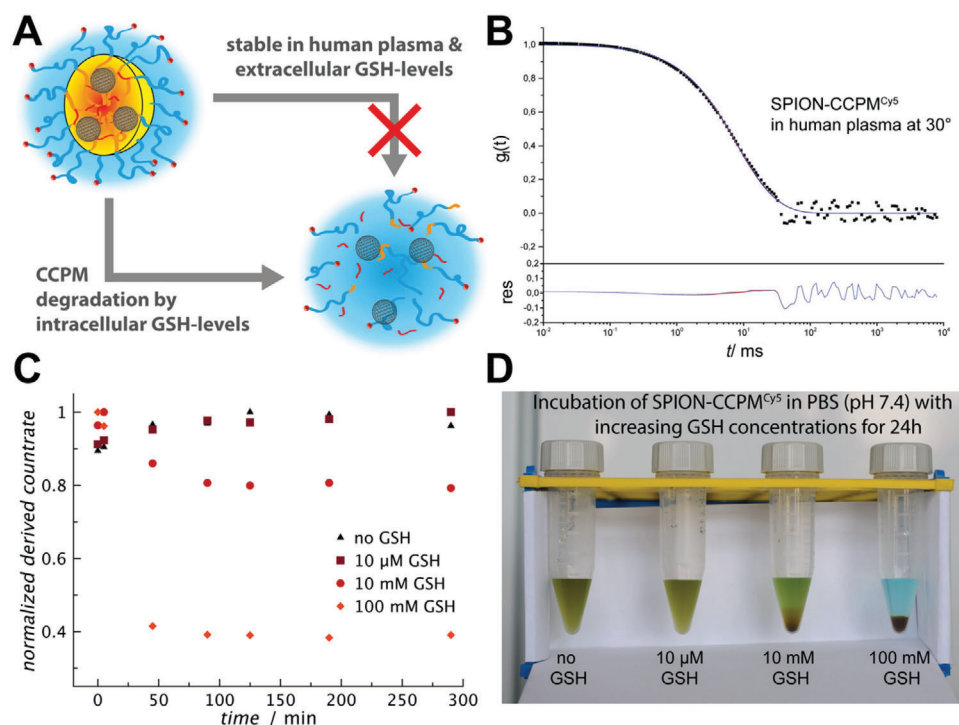 A
stable in human plasma &
extracellular GSH-levels
CCPM
degradation by
intracellular GSH-levels
B
1,0
0,8
0,6
0,4
0,2
0,0
g₁(t)
SPION-CCPM^Cy5
in human plasma at 30°
0,2
0,1
0,0
-0,1
-0,2
res
10⁻² 10⁻¹ 10⁰ 10¹ 10² 10³ 10⁴
t/ ms
C
1
0.8
0.6
0.4
normalized derived countrate
no GSH
10 µM GSH
10 mM GSH
100 mM GSH
0 50 100 150 200 250 300
time / min
D
Incubation of SPION-CCPM^Cy5 in PBS (pH 7.4) with
increasing GSH concentrations for 24h
no
GSH
10 µM
GSH
10 mM
GSH
100 mM
GSH